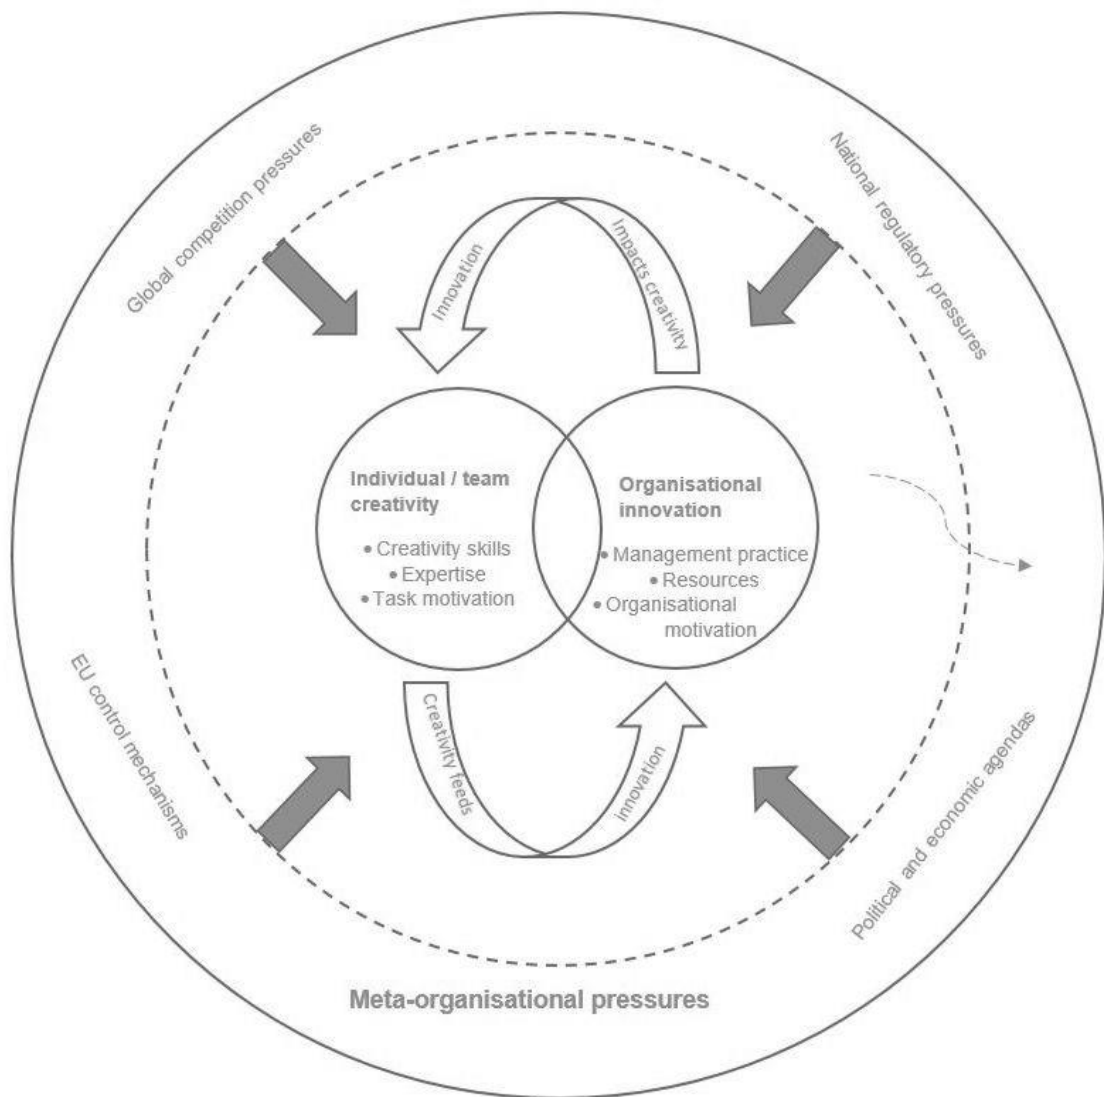 Global competition pressures
National regulatory pressures
Innovation
Impacts creativity
Individual / team
creativity
• Creativity skills
• Expertise
• Task motivation
Organisational
innovation
• Management practice
• Resources
• Organisational
motivation
EU control mechanisms
Creativity feeds
innovation
Political and economic agendas
Meta-organisational pressures